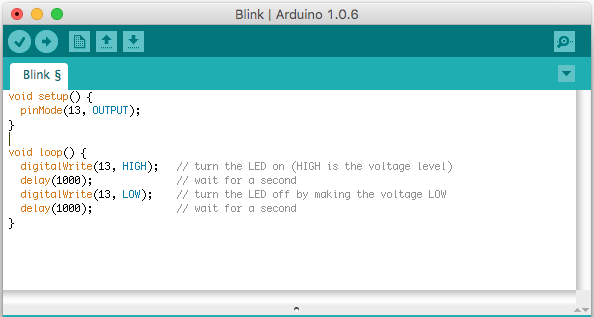 Blink | Arduino 1.0.6
Blink §
void setup() {
  pinMode(13, OUTPUT);
}

void loop() {
  digitalWrite(13, HIGH);   // turn the LED on (HIGH is the voltage level)
  delay(1000);              // wait for a second
  digitalWrite(13, LOW);    // turn the LED off by making the voltage LOW
  delay(1000);              // wait for a second
}